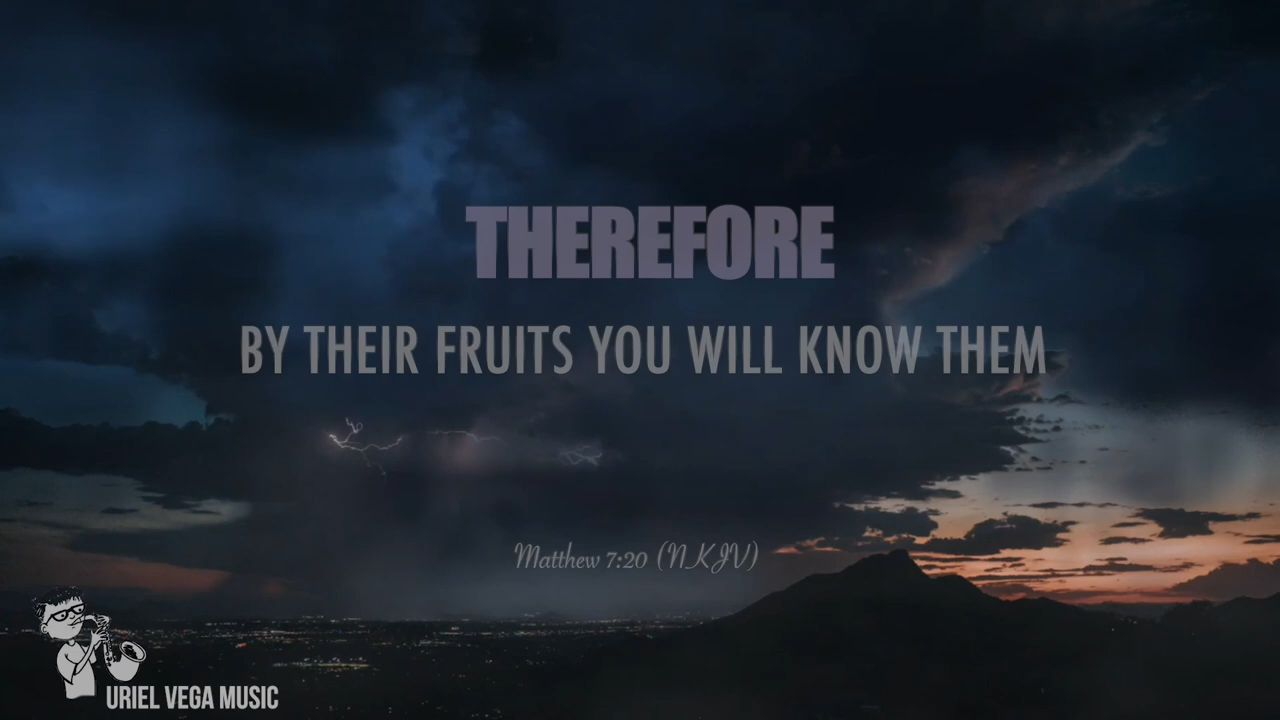 THEREFORE
BY THEIR FRUITS YOU WILL KNOW THEM
Matthew 7:20 (NKJV)
URIEL VEGA MUSIC